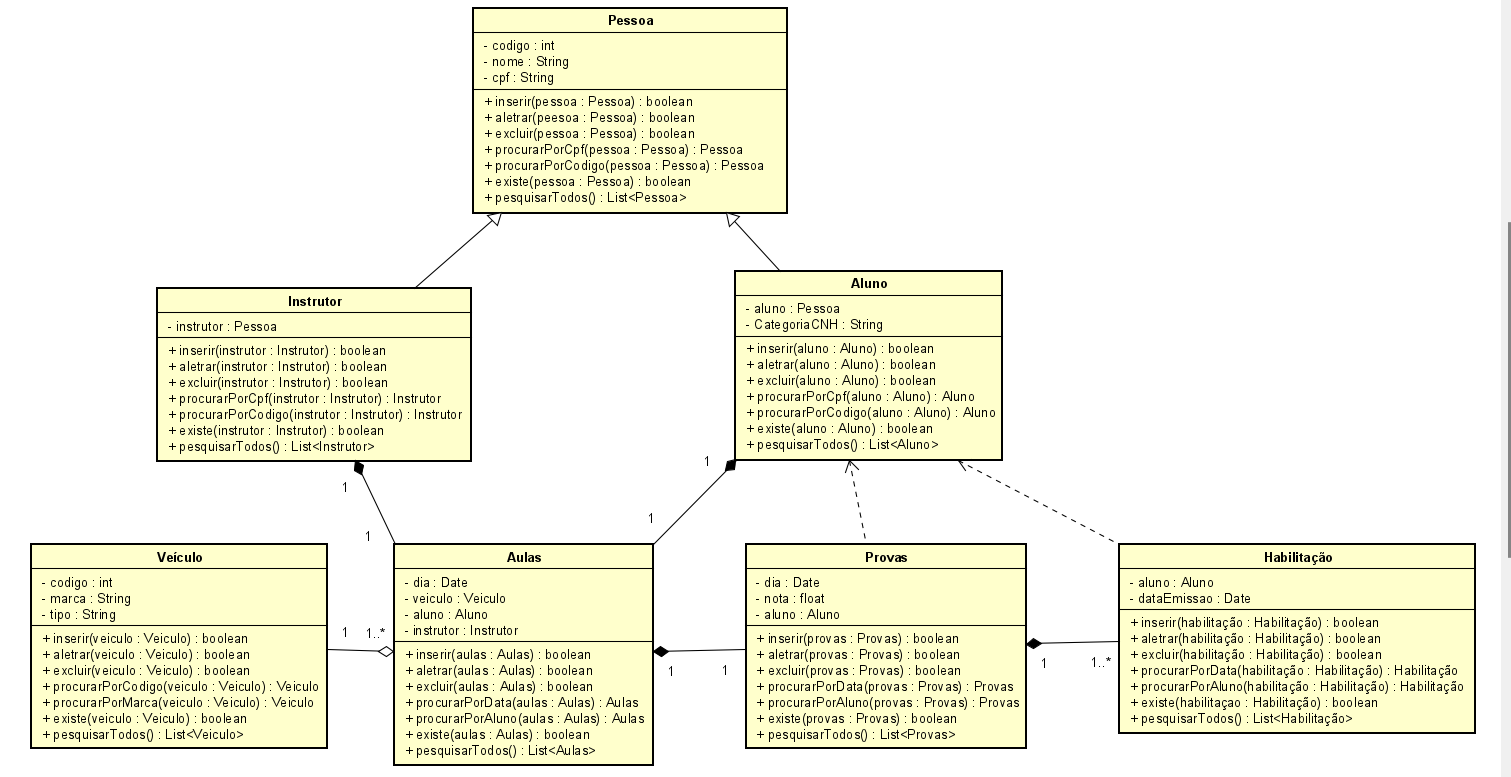 Pessoa
- codigo : int
- nome : String
- cpf : String
+ inserir(pessoa : Pessoa) : boolean
+ aletrar(peesoa : Pessoa) : boolean
+ excluir(pessoa : Pessoa) : boolean
+ procurarPorCpf(pessoa : Pessoa) : Pessoa
+ procurarPorCodigo(pessoa : Pessoa) : Pessoa
+ existe(pessoa : Pessoa) : boolean
+ pesquisarTodos() : List<Pessoa>
Instrutor
- instrutor : Pessoa
+ inserir(instrutor : Instrutor) : boolean
+ aletrar(instrutor : Instrutor) : boolean
+ excluir(instrutor : Instrutor) : boolean
+ procurarPorCpf(instrutor : Instrutor) : Instrutor
+ procurarPorCodigo(instrutor : Instrutor) : Instrutor
+ existe(instrutor : Instrutor) : boolean
+ pesquisarTodos() : List<Instrutor>
Aluno
- aluno : Pessoa
- CategoriaCNH : String
+ inserir(aluno : Aluno) : boolean
+ aletrar(aluno : Aluno) : boolean
+ excluir(aluno : Aluno) : boolean
+ procurarPorCpf(aluno : Aluno) : Aluno
+ procurarPorCodigo(aluno : Aluno) : Aluno
+ existe(aluno : Aluno) : boolean
+ pesquisarTodos() : List<Aluno>
1
1
1
1
Veículo
- codigo : int
- marca : String
- tipo : String
+ inserir(veiculo : Veiculo) : boolean
+ aletrar(veiculo : Veiculo) : boolean
+ excluir(veiculo : Veiculo) : boolean
+ procurarPorCodigo(veiculo : Veiculo) : Veiculo
+ procurarPorMarca(veiculo : Veiculo) : Veiculo
+ existe(veiculo : Veiculo) : boolean
+ pesquisarTodos() : List<Veiculo>
1
1..*
Aulas
- dia : Date
- veiculo : Veiculo
- aluno : Aluno
- instrutor : Instrutor
+ inserir(aulas : Aulas) : boolean
+ aletrar(aulas : Aulas) : boolean
+ excluir(aulas : Aulas) : boolean
+ procurarPorData(aulas : Aulas) : Aulas
+ procurarPorAluno(aulas : Aulas) : Aulas
+ existe(aulas : Aulas) : boolean
+ pesquisarTodos() : List<Aulas>
1
1
Provas
- dia : Date
- nota : float
- aluno : Aluno
+ inserir(provas : Provas) : boolean
+ aletrar(provas : Provas) : boolean
+ excluir(provas : Provas) : boolean
+ procurarPorData(provas : Provas) : Provas
+ procurarPorAluno(provas : Provas) : Provas
+ existe(provas : Provas) : boolean
+ pesquisarTodos() : List<Provas>
1
1..*
Habilitação
- aluno : Aluno
- dataEmissao : Date
+ inserir(habilitação : Habilitação) : boolean
+ aletrar(habilitação : Habilitação) : boolean
+ excluir(habilitação : Habilitação) : boolean
+ procurarPorData(habilitação : Habilitação) : Habilitação
+ procurarPorAluno(habilitação : Habilitação) : Habilitação
+ existe(habilitaçao : Habilitação) : boolean
+ pesquisarTodos() : List<Habilitação>